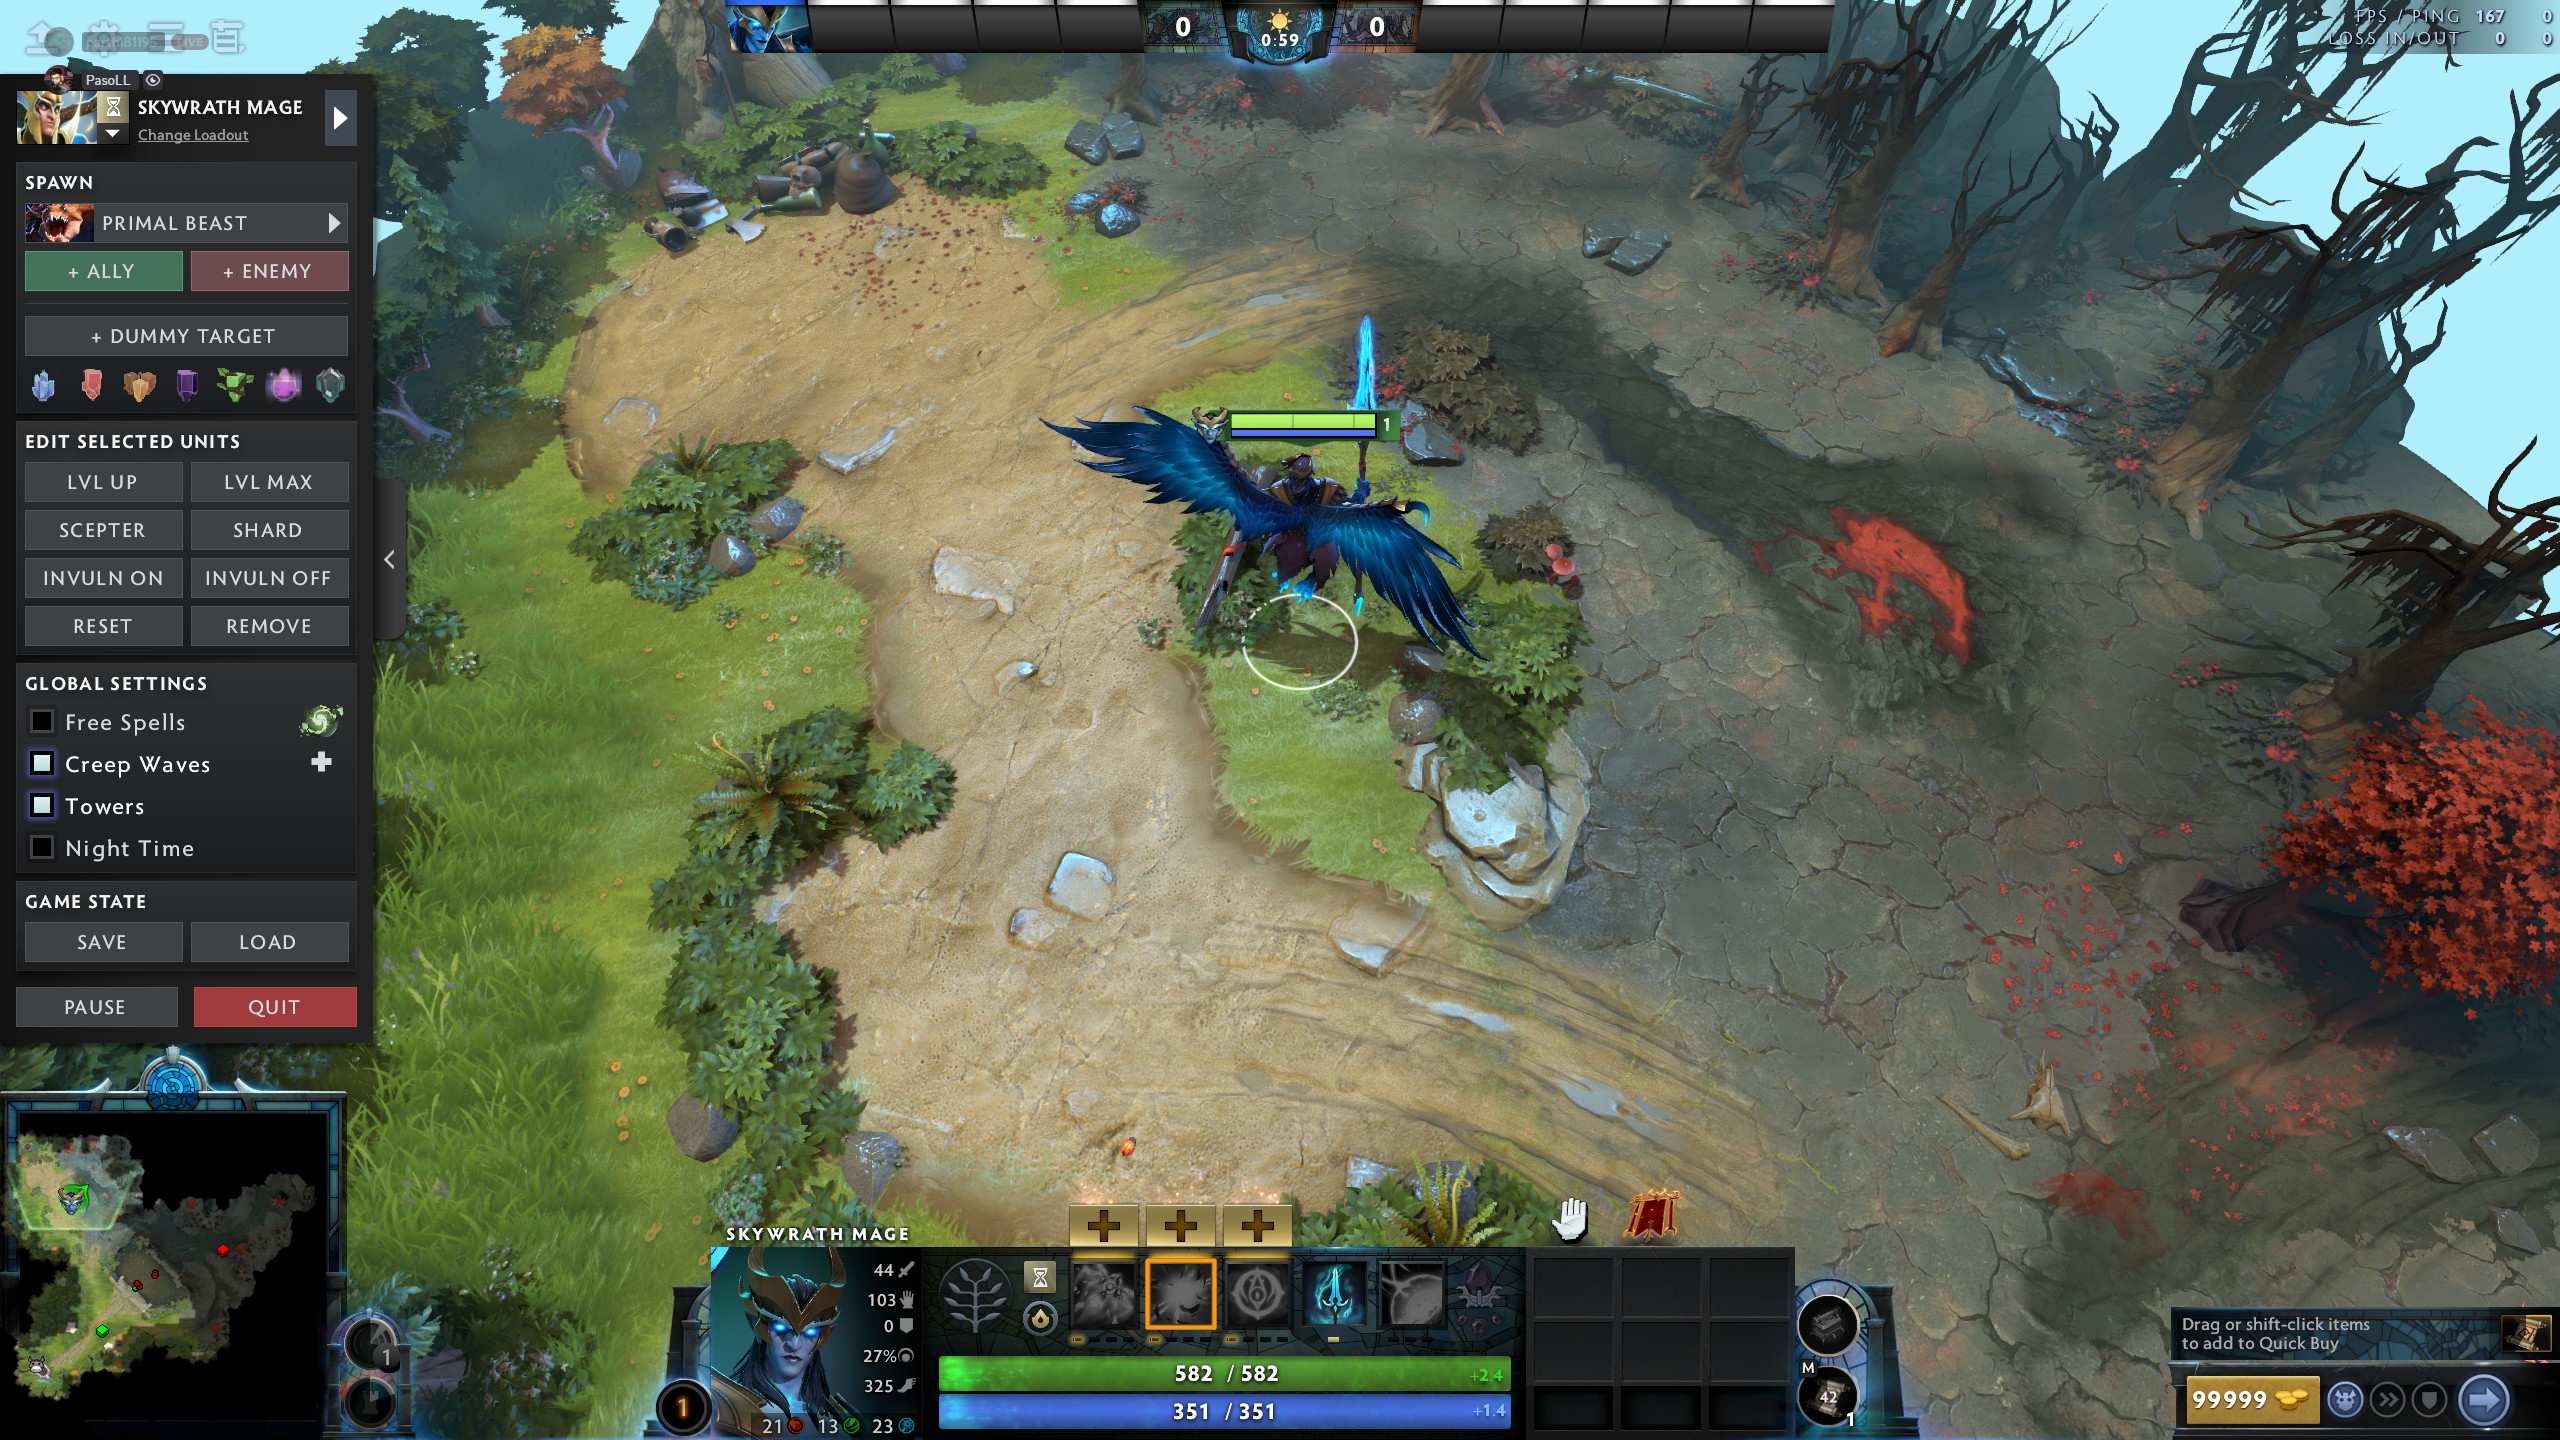 0
0:59
0
FPS / PING 167 0
LOSS IN/OUT 0 0
LIVE
PasoLL
SKYWRATH MAGE
Change Loadout
SPAWN
PRIMAL BEAST
+ ALLY
+ ENEMY
+ DUMMY TARGET
EDIT SELECTED UNITS
LVL UP
LVL MAX
SCEPTER
SHARD
INVULN ON
INVULN OFF
RESET
REMOVE
GLOBAL SETTINGS
Free Spells
Creep Waves
Towers
Night Time
GAME STATE
SAVE
LOAD
PAUSE
QUIT
1
1
SKYWRATH MAGE
44
103
0
27%
325
1
21 13 23
582 / 582
+2.4
351 / 351
+1.4
M
42
1
Drag or shift-click items
to add to Quick Buy
99999